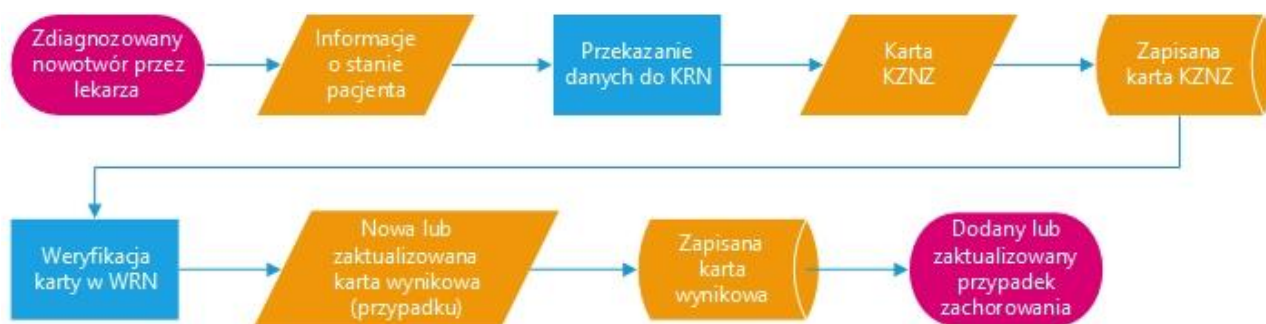 Zdiagnozowany
nowotwór przez
lekarza
Informacje
o stanie
pacjenta
Przekazanie
danych do KRN
Karta
KZNZ
Zapisana
karta KZNZ
Weryfikacja
karty w WRN
Nowa lub
zaktualizowana
karta wynikowa
(przypadku)
Zapisana
karta
wynikowa
Dodany lub
zaktualizowany
przypadek
zachorowania